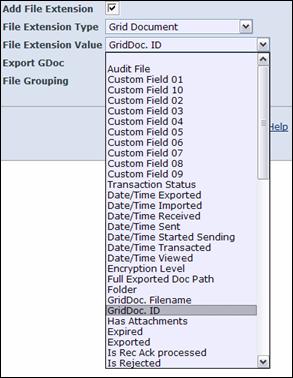 Add File Extension
File Extension Type Grid Document
File Extension Value GridDoc. ID
Export GDoc
File Grouping
Help
Audit File
Custom Field 01
Custom Field 10
Custom Field 02
Custom Field 03
Custom Field 04
Custom Field 05
Custom Field 06
Custom Field 07
Custom Field 08
Custom Field 09
Transaction Status
Date/Time Exported
Date/Time Imported
Date/Time Received
Date/Time Sent
Date/Time Started Sending
Date/Time Transacted
Date/Time Viewed
Encryption Level
Full Exported Doc Path
Folder
GridDoc. Filename
GridDoc. ID
Has Attachments
Expired
Exported
Is Rec Ack processed
Is Rejected